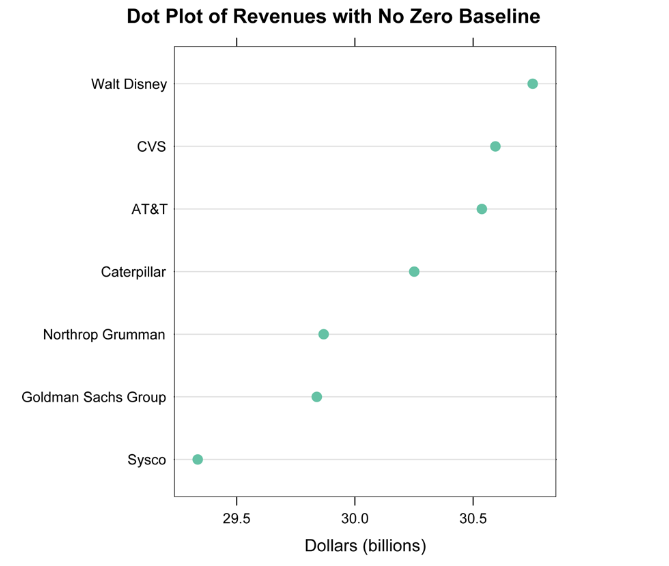 Dot Plot of Revenues with No Zero Baseline
Walt Disney
CVS
AT&T
Caterpillar
Northrop Grumman
Goldman Sachs Group
Sysco
29.5 30.0 30.5
Dollars (billions)